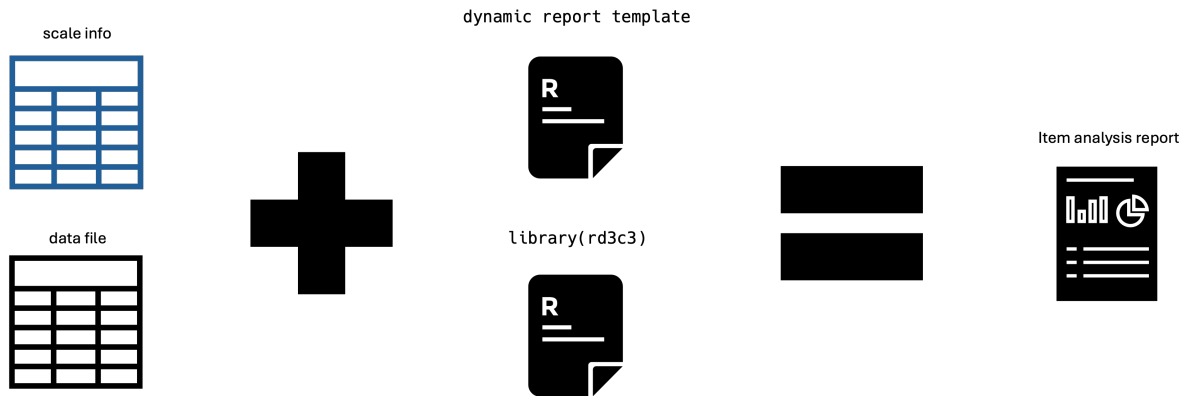 scale info
data file
dynamic report template
R
library(rd3c3)
R
Item analysis report